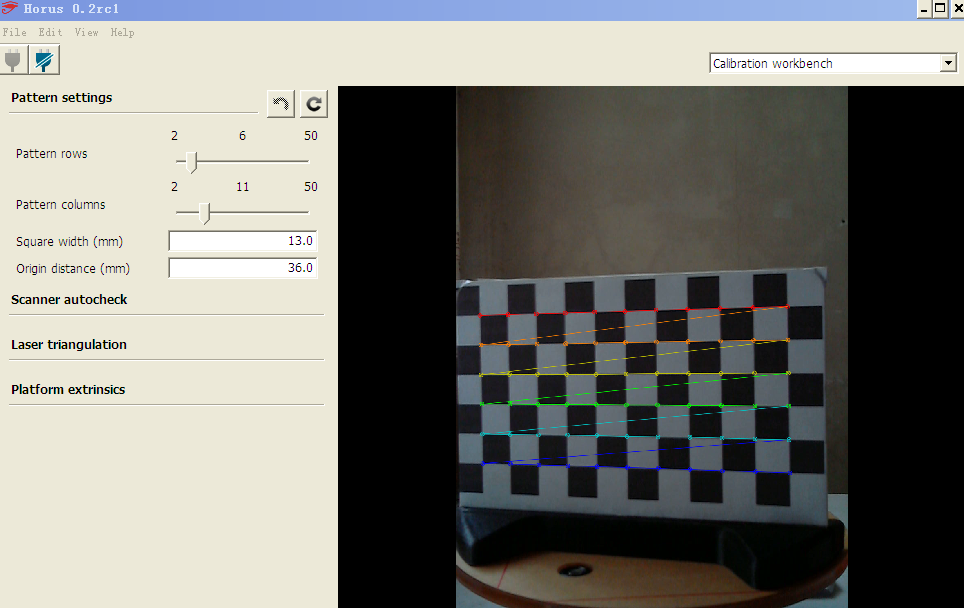 Horus 0.2rc1
File Edit View Help
Calibration workbench
Pattern settings
2 6 50
Pattern rows
2 11 50
Pattern columns
Square width (mm) 13.0
Origin distance (mm) 36.0
Scanner autocheck
Laser triangulation
Platform extrinsics